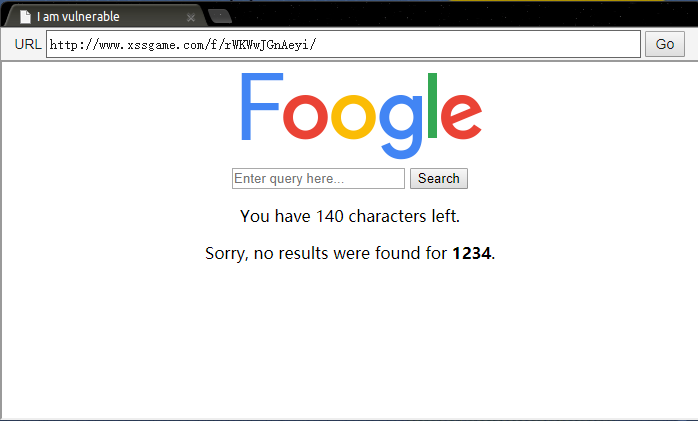 I am vulnerable
URL http://www.xssgame.com/f/rWKWwJGnAeyi/ Go
Foogle
Enter query here... Search
You have 140 characters left.
Sorry, no results were found for 1234.